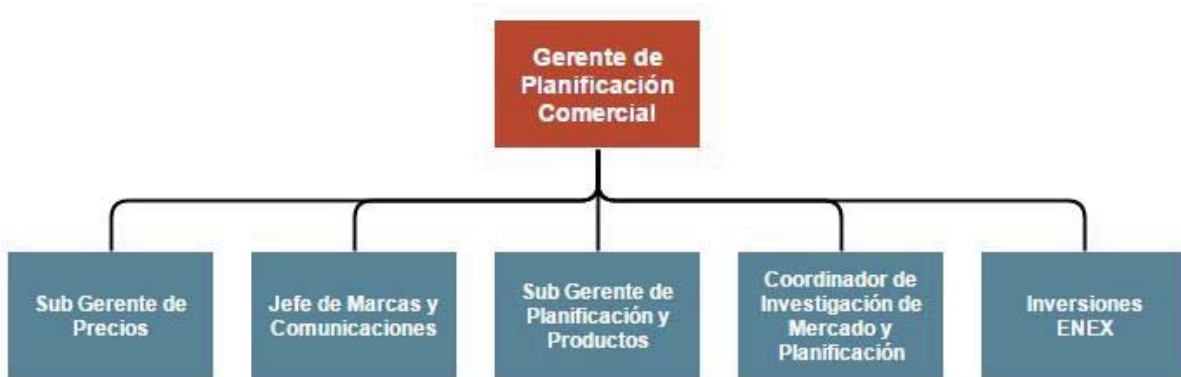 Gerente de
Planificación
Comercial
Sub Gerente de
Precios
Jefe de Marcas y
Comunicaciones
Sub Gerente de
Planificación y
Productos
Coordinador de
Investigación de
Mercado y
Planificación
Inversiones
ENEX